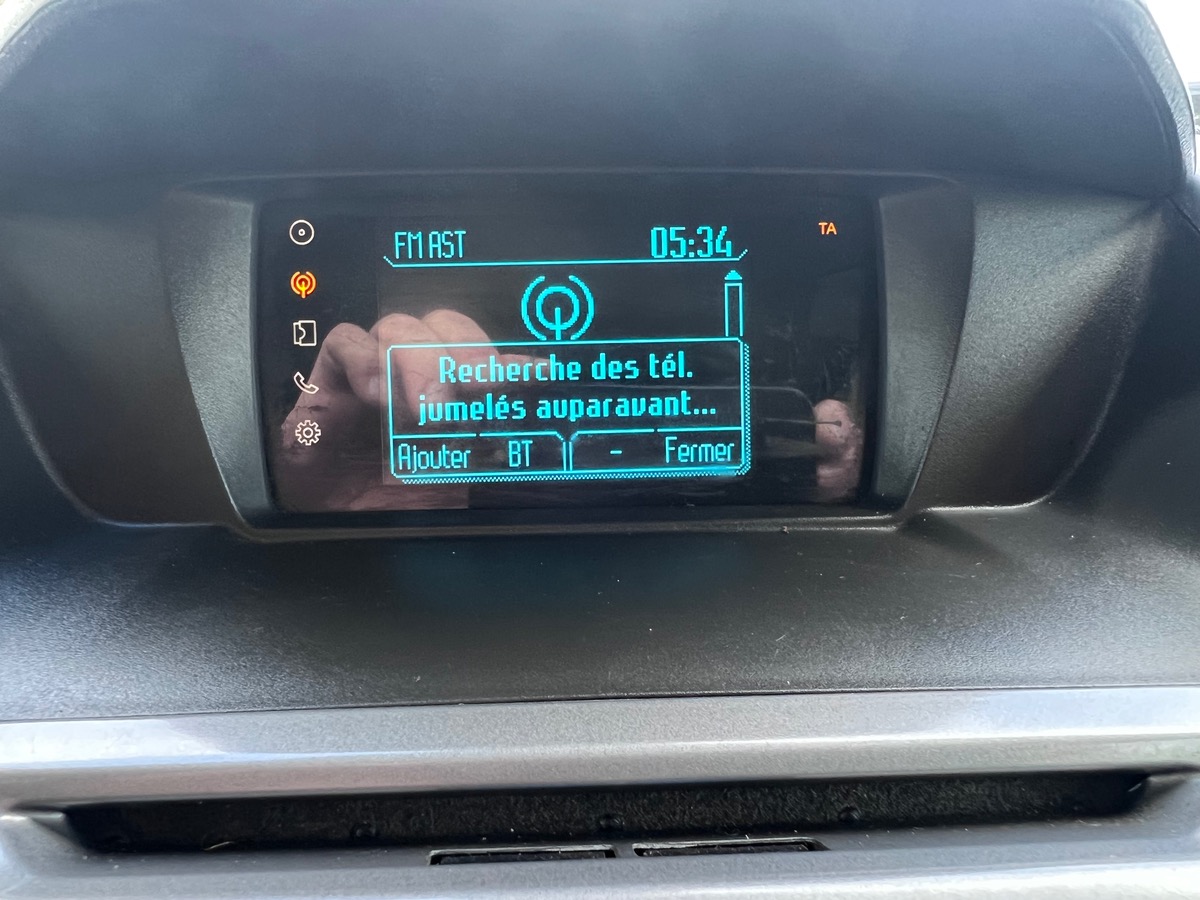 FM AST 05:34 TA
Recherche des tél.
jumelés auparavant...
Ajouter BT - Fermer